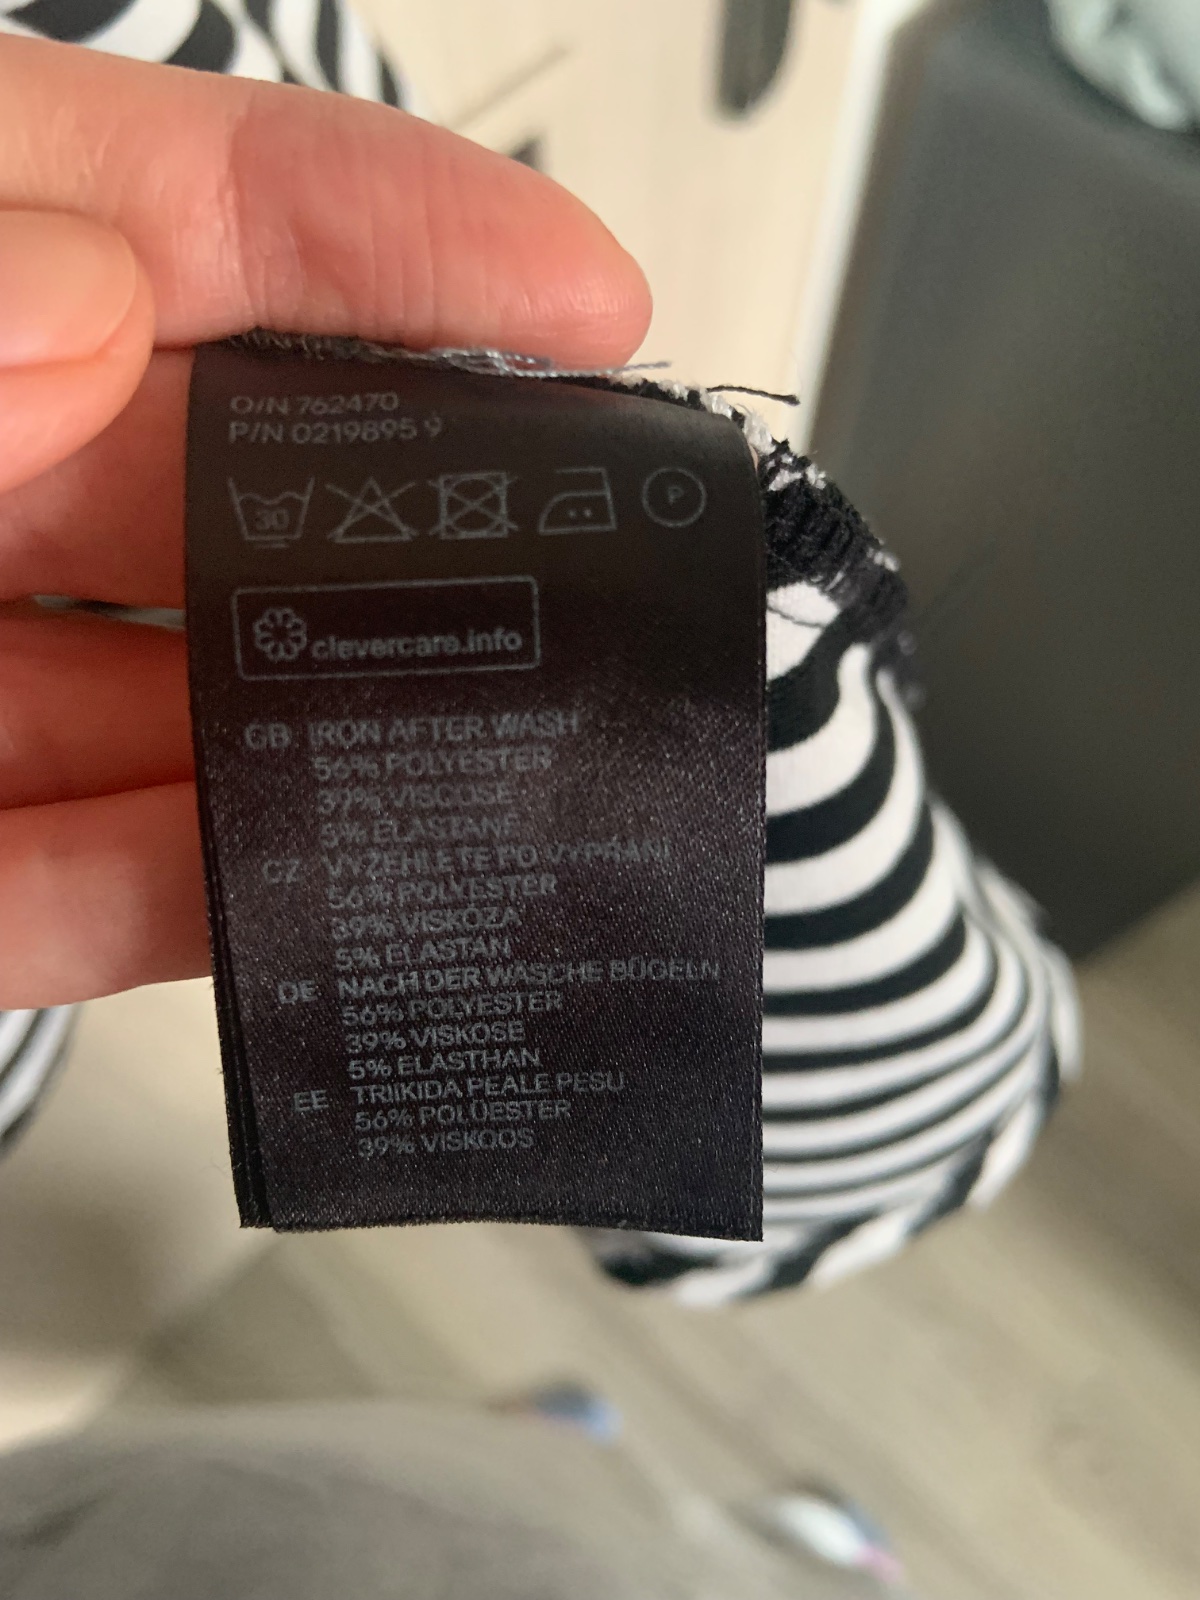 O/N 762470
P/N 0219895 9
30
P
clevercare.info
GB IRON AFTER WASH
56% POLYESTER
39% VISCOSE
5% ELASTANE
CZ VYŽEHLETE PO VYPRÁNÍ
56% POLYESTER
39% VISKÓZA
5% ELASTAN
DE NACH DER WÄSCHE BÜGELN
56% POLYESTER
39% VISKOSE
5% ELASTHAN
EE TRIIKIDA PEALE PESU
56% POLÜESTER
39% VISKOOS